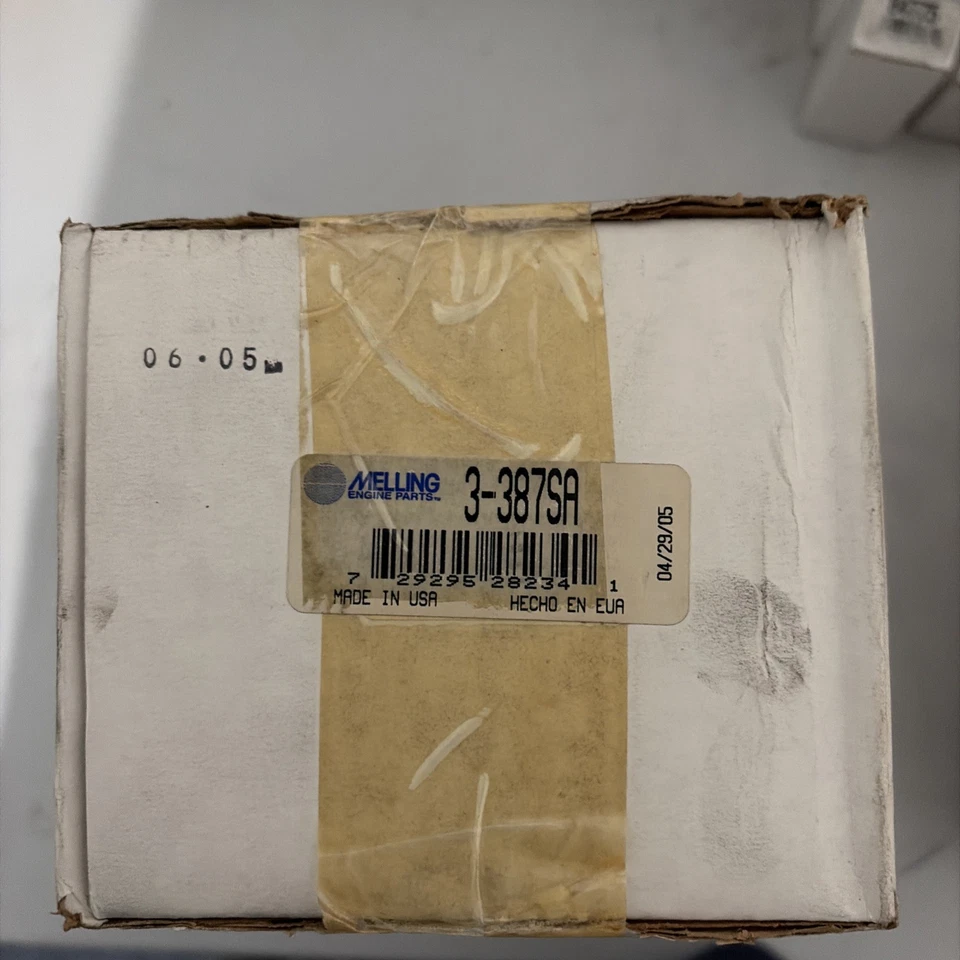 06•05
MELLING
ENGINE PARTS™
3-387SA
7 29295 28234 1
MADE IN USA HECHO EN EUA
04/29/05